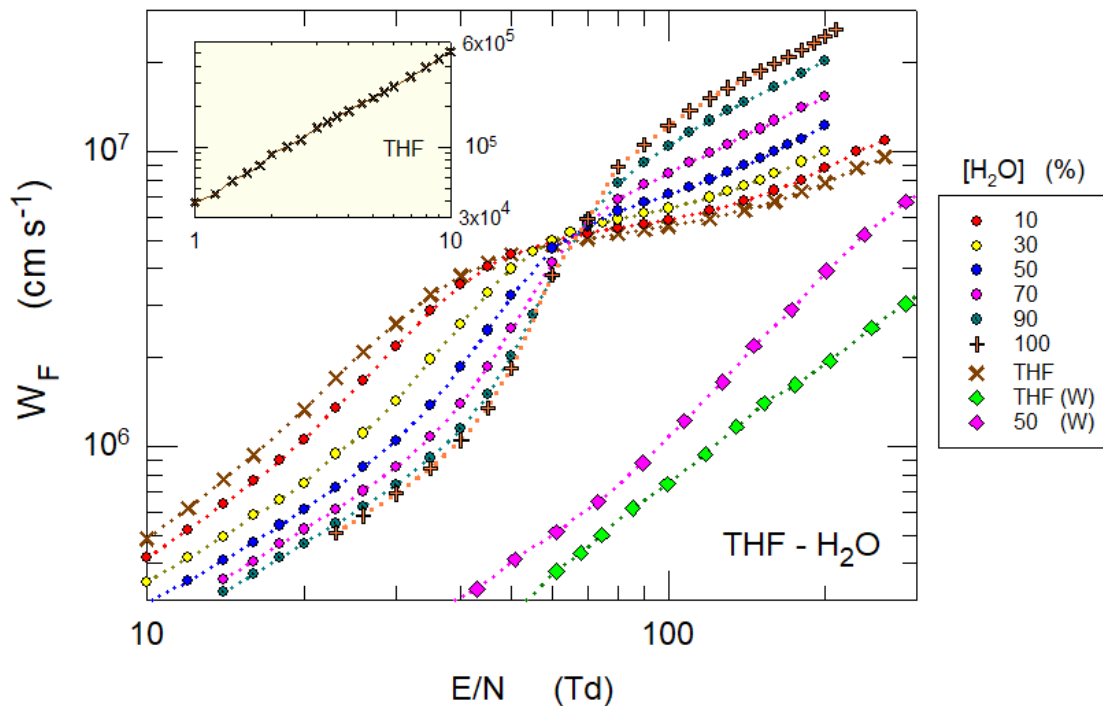 6x10⁵
THF
10⁵
3x10⁴
1
10
10⁷
10⁶
W_F (cm s⁻¹)
[H₂O] (%)
10
30
50
70
90
100
THF
THF (W)
50 (W)
THF - H₂O
10
100
E/N (Td)